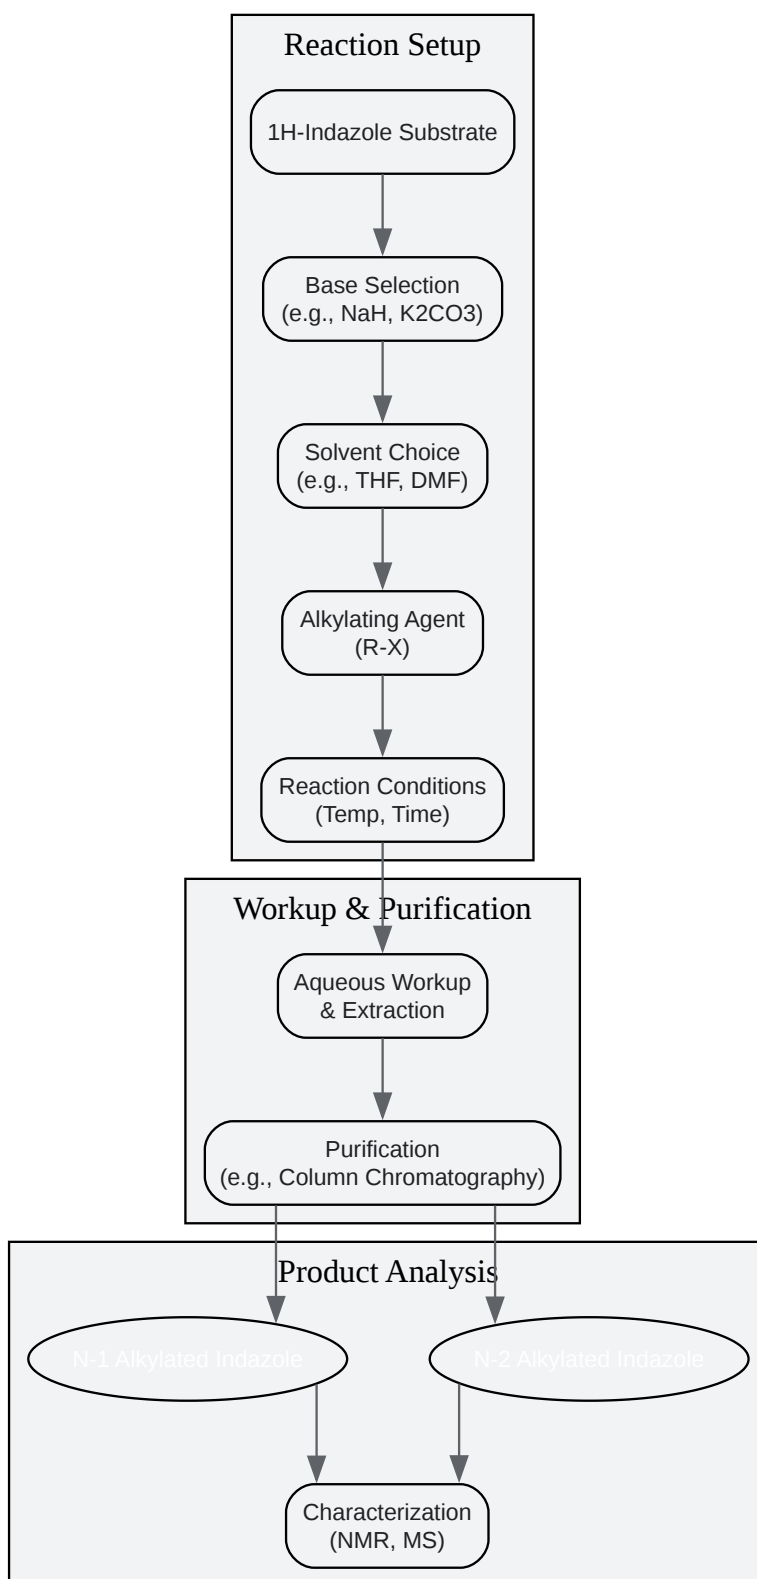 Reaction Setup
1H-Indazole Substrate
Base Selection
(e.g., NaH, K2CO3)
Solvent Choice
(e.g., THF, DMF)
Alkylating Agent
(R-X)
Reaction Conditions
(Temp, Time)
Workup & Purification
Aqueous Workup
& Extraction
Purification
(e.g., Column Chromatography)
Product Analysis
N-1 Alkylated Indazole
N-2 Alkylated Indazole
Characterization
(NMR, MS)